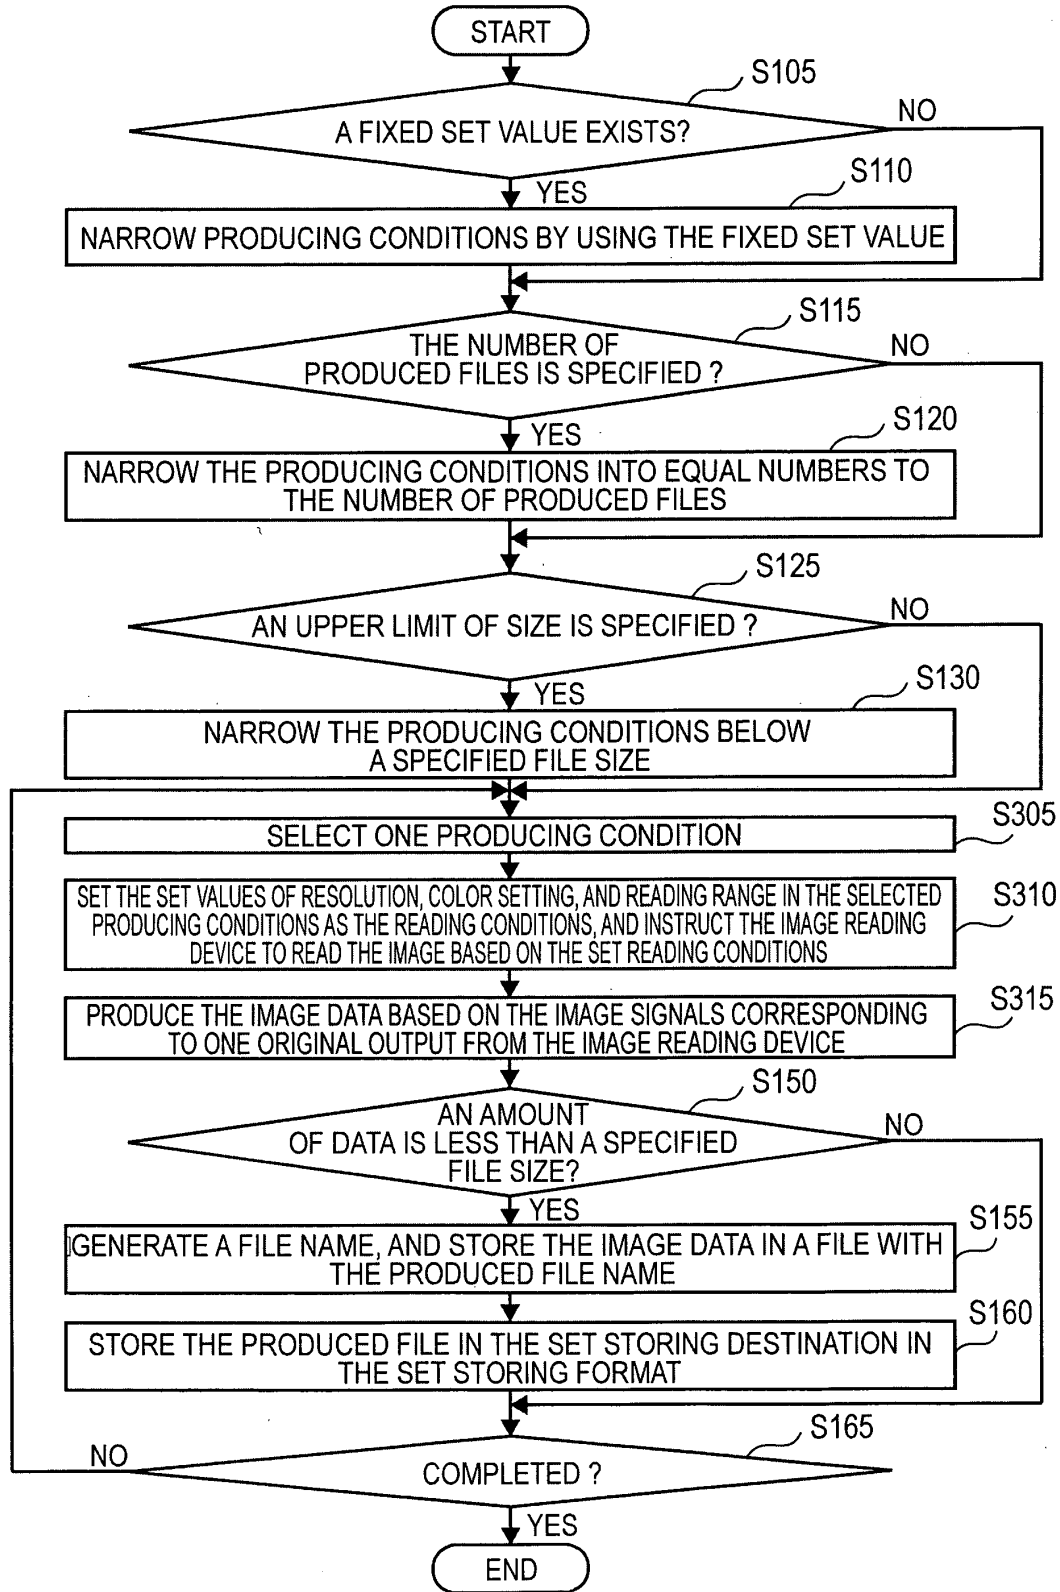 START
S105
A FIXED SET VALUE EXISTS?
NO
YES
S110
NARROW PRODUCING CONDITIONS BY USING THE FIXED SET VALUE
S115
THE NUMBER OF
PRODUCED FILES IS SPECIFIED ?
NO
YES
S120
NARROW THE PRODUCING CONDITIONS INTO EQUAL NUMBERS TO
THE NUMBER OF PRODUCED FILES
S125
AN UPPER LIMIT OF SIZE IS SPECIFIED ?
NO
YES
S130
NARROW THE PRODUCING CONDITIONS BELOW
A SPECIFIED FILE SIZE
S305
SELECT ONE PRODUCING CONDITION
S310
SET THE SET VALUES OF RESOLUTION, COLOR SETTING, AND READING RANGE IN THE SELECTED
PRODUCING CONDITIONS AS THE READING CONDITIONS, AND INSTRUCT THE IMAGE READING
DEVICE TO READ THE IMAGE BASED ON THE SET READING CONDITIONS
S315
PRODUCE THE IMAGE DATA BASED ON THE IMAGE SIGNALS CORRESPONDING
TO ONE ORIGINAL OUTPUT FROM THE IMAGE READING DEVICE
S150
AN AMOUNT
OF DATA IS LESS THAN A SPECIFIED
FILE SIZE?
NO
YES
S155
GENERATE A FILE NAME, AND STORE THE IMAGE DATA IN A FILE WITH
THE PRODUCED FILE NAME
S160
STORE THE PRODUCED FILE IN THE SET STORING DESTINATION IN
THE SET STORING FORMAT
S165
NO
COMPLETED ?
YES
END